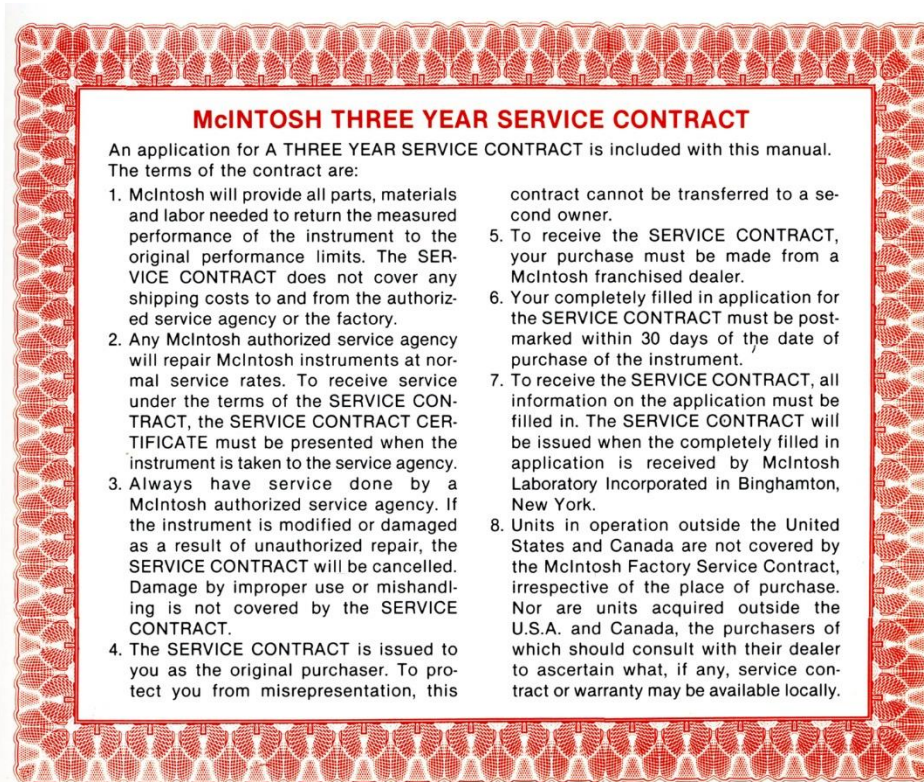 McINTOSH THREE YEAR SERVICE CONTRACT
An application for A THREE YEAR SERVICE CONTRACT is included with this manual.
The terms of the contract are:
1. McIntosh will provide all parts, materials
and labor needed to return the measured
performance of the instrument to the
original performance limits. The SER-
VICE CONTRACT does not cover any
shipping costs to and from the authoriz-
ed service agency or the factory.
2. Any McIntosh authorized service agency
will repair McIntosh instruments at nor-
mal service rates. To receive service
under the terms of the SERVICE CON-
TRACT, the SERVICE CONTRACT CER-
TIFICATE must be presented when the
instrument is taken to the service agency.
3. Always have service done by a
McIntosh authorized service agency. If
the instrument is modified or damaged
as a result of unauthorized repair, the
SERVICE CONTRACT will be cancelled.
Damage by improper use or mishandl-
ing is not covered by the SERVICE
CONTRACT.
4. The SERVICE CONTRACT is issued to
you as the original purchaser. To pro-
tect you from misrepresentation, this
contract cannot be transferred to a se-
cond owner.
5. To receive the SERVICE CONTRACT,
your purchase must be made from a
McIntosh franchised dealer.
6. Your completely filled in application for
the SERVICE CONTRACT must be post-
marked within 30 days of the date of
purchase of the instrument.
7. To receive the SERVICE CONTRACT, all
information on the application must be
filled in. The SERVICE CONTRACT will
be issued when the completely filled in
application is received by McIntosh
Laboratory Incorporated in Binghamton,
New York.
8. Units in operation outside the United
States and Canada are not covered by
the McIntosh Factory Service Contract,
irrespective of the place of purchase.
Nor are units acquired outside the
U.S.A. and Canada, the purchasers of
which should consult with their dealer
to ascertain what, if any, service con-
tract or warranty may be available locally.